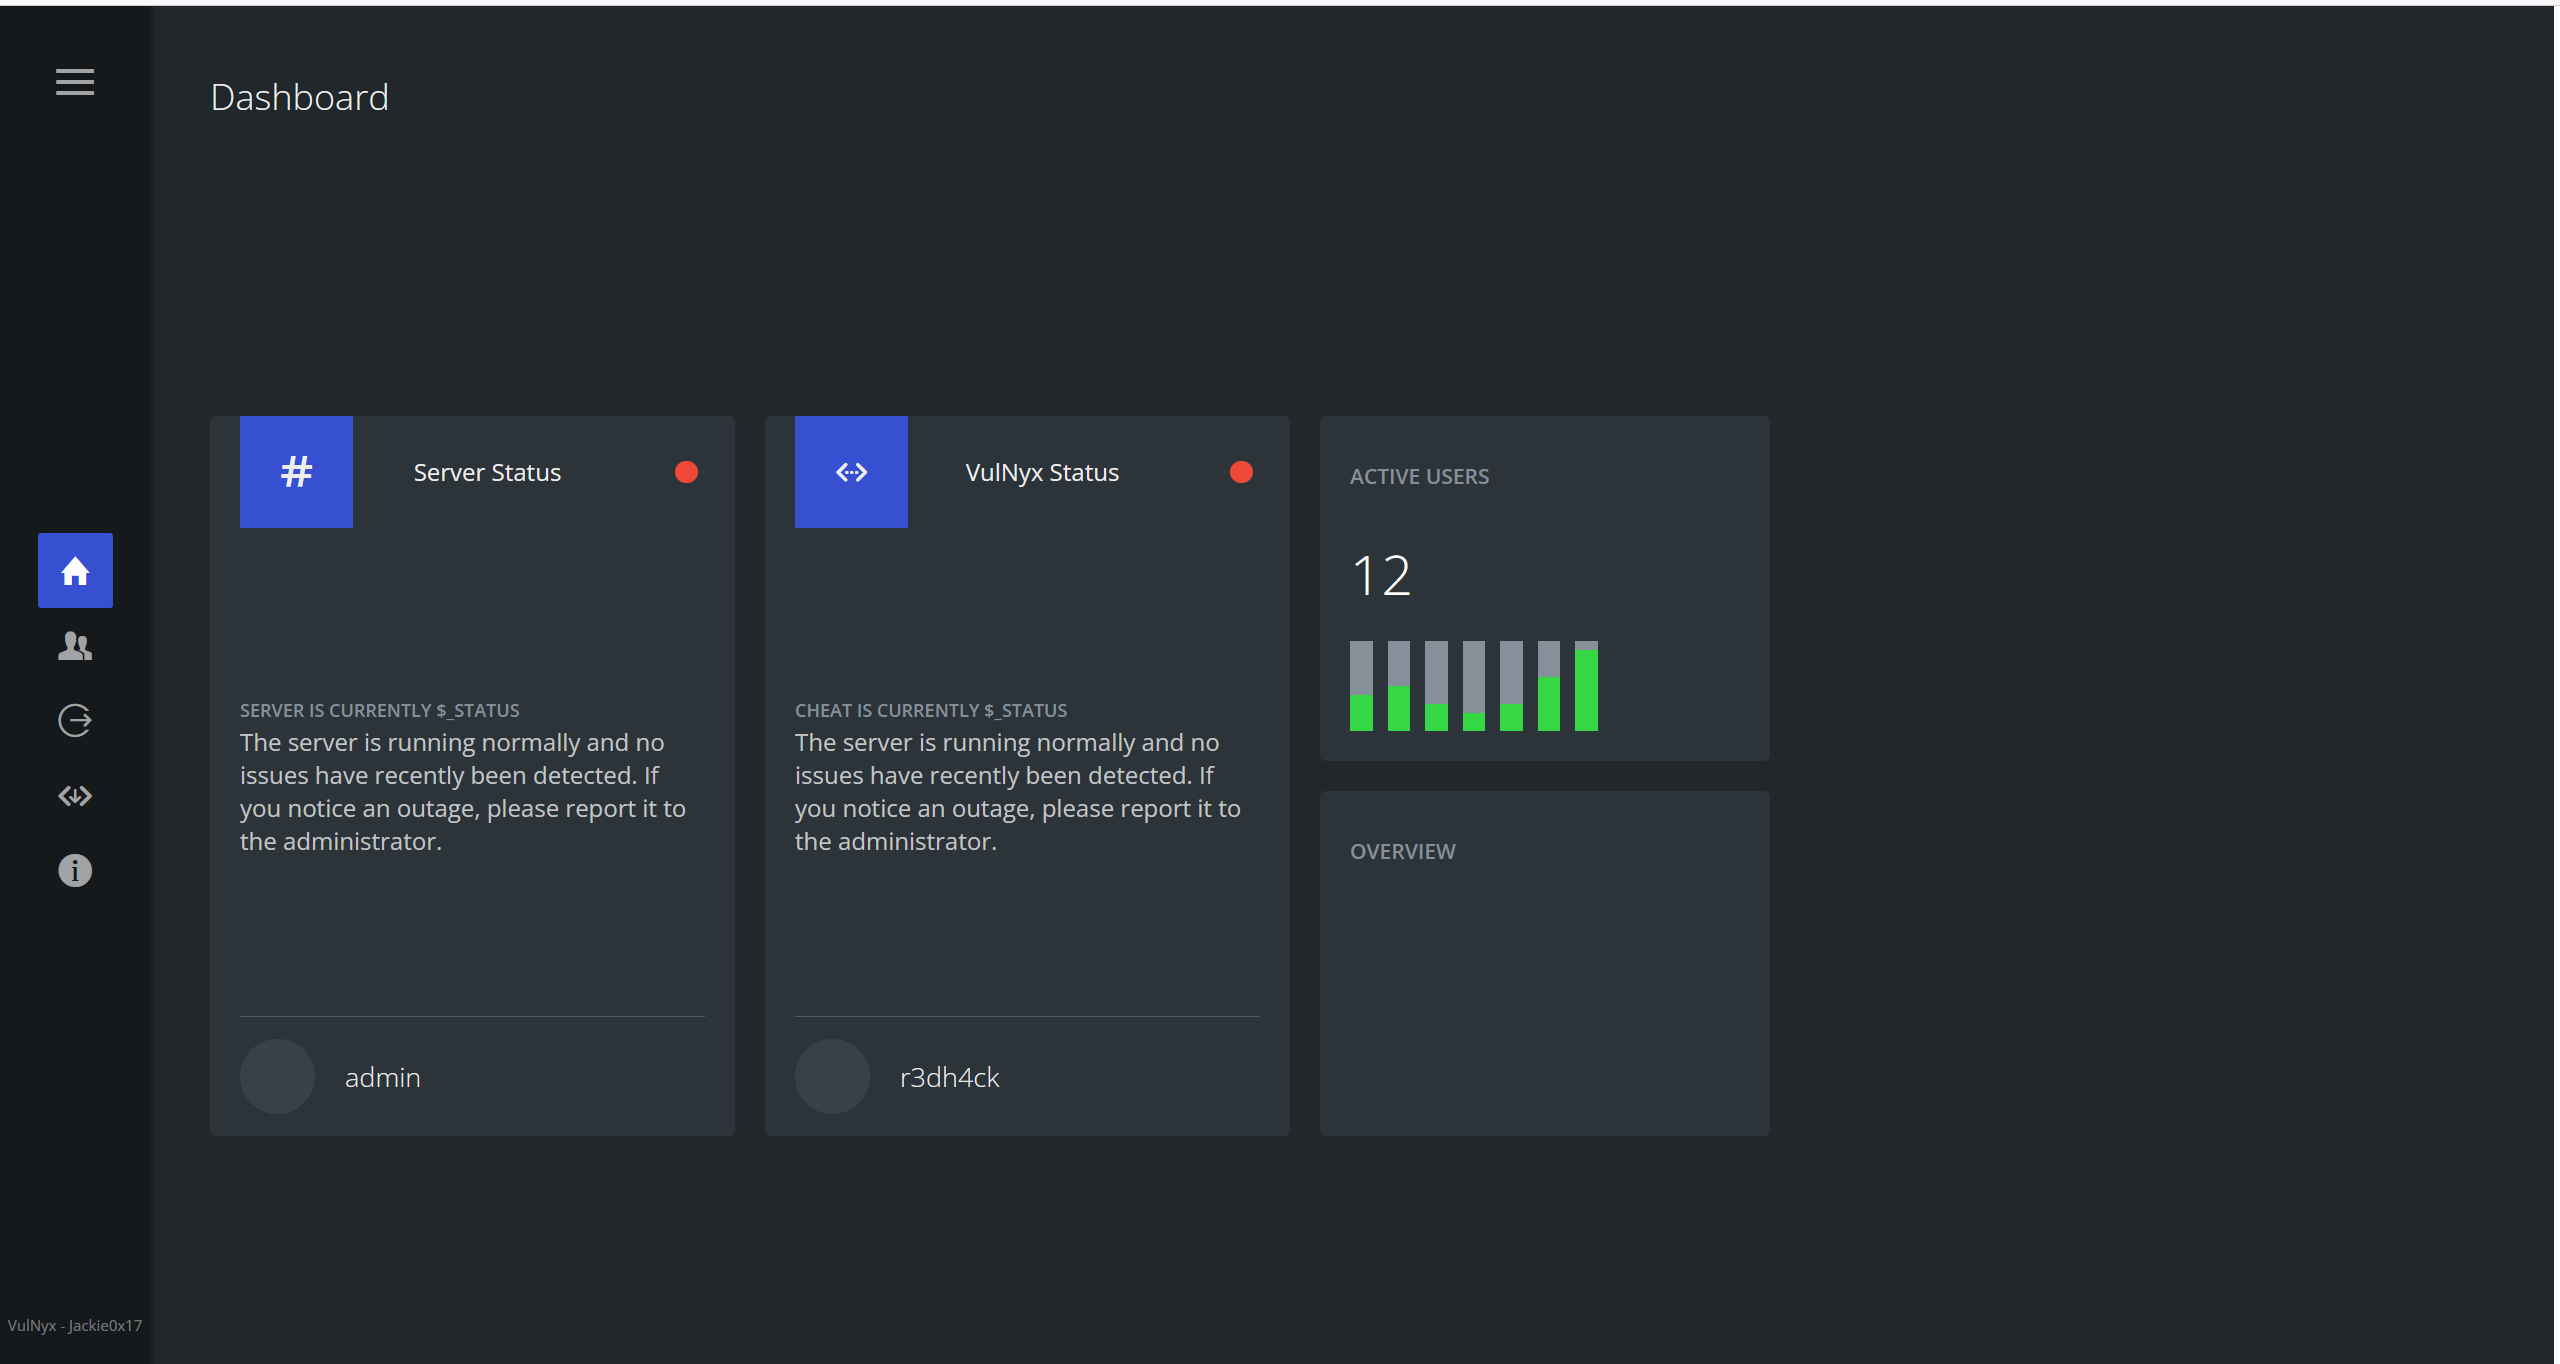 Dashboard
#
Server Status
SERVER IS CURRENTLY $_STATUS
The server is running normally and no
issues have recently been detected. If
you notice an outage, please report it to
the administrator.
admin
VulNyx Status
CHEAT IS CURRENTLY $_STATUS
The server is running normally and no
issues have recently been detected. If
you notice an outage, please report it to
the administrator.
r3dh4ck
ACTIVE USERS
12
OVERVIEW
VulNyx - Jackie0x17